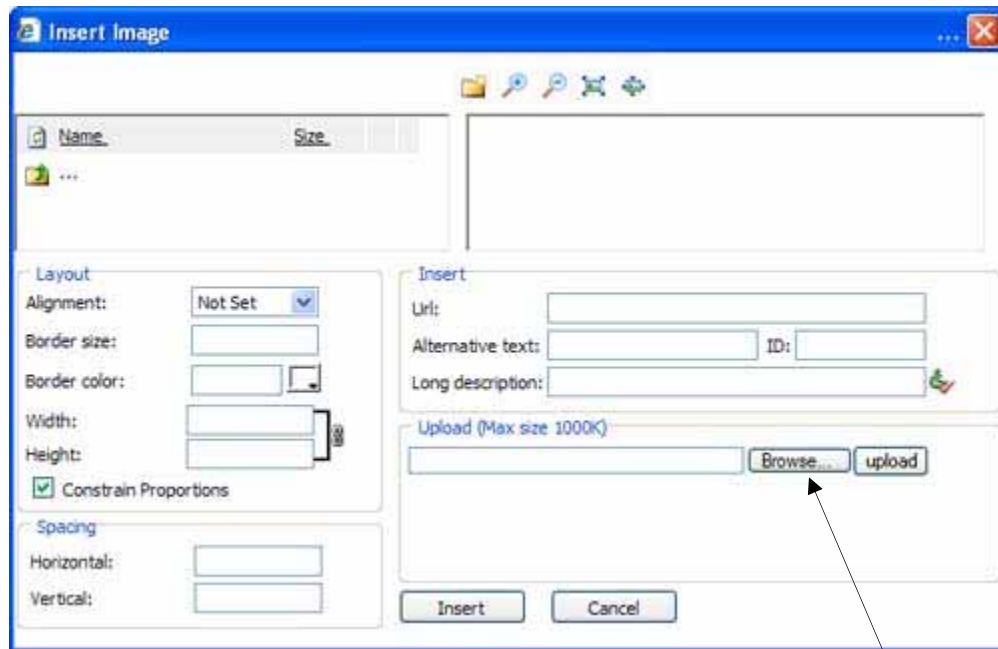 Insert Image ...
Name Size
...
Layout
Alignment: Not Set
Border size:
Border color:
Width:
Height:
Constrain Proportions
Spacing
Horizontal:
Vertical:
Insert
Url:
Alternative text: ID:
Long description:
Upload (Max size 1000K)
Browse... upload
Insert Cancel